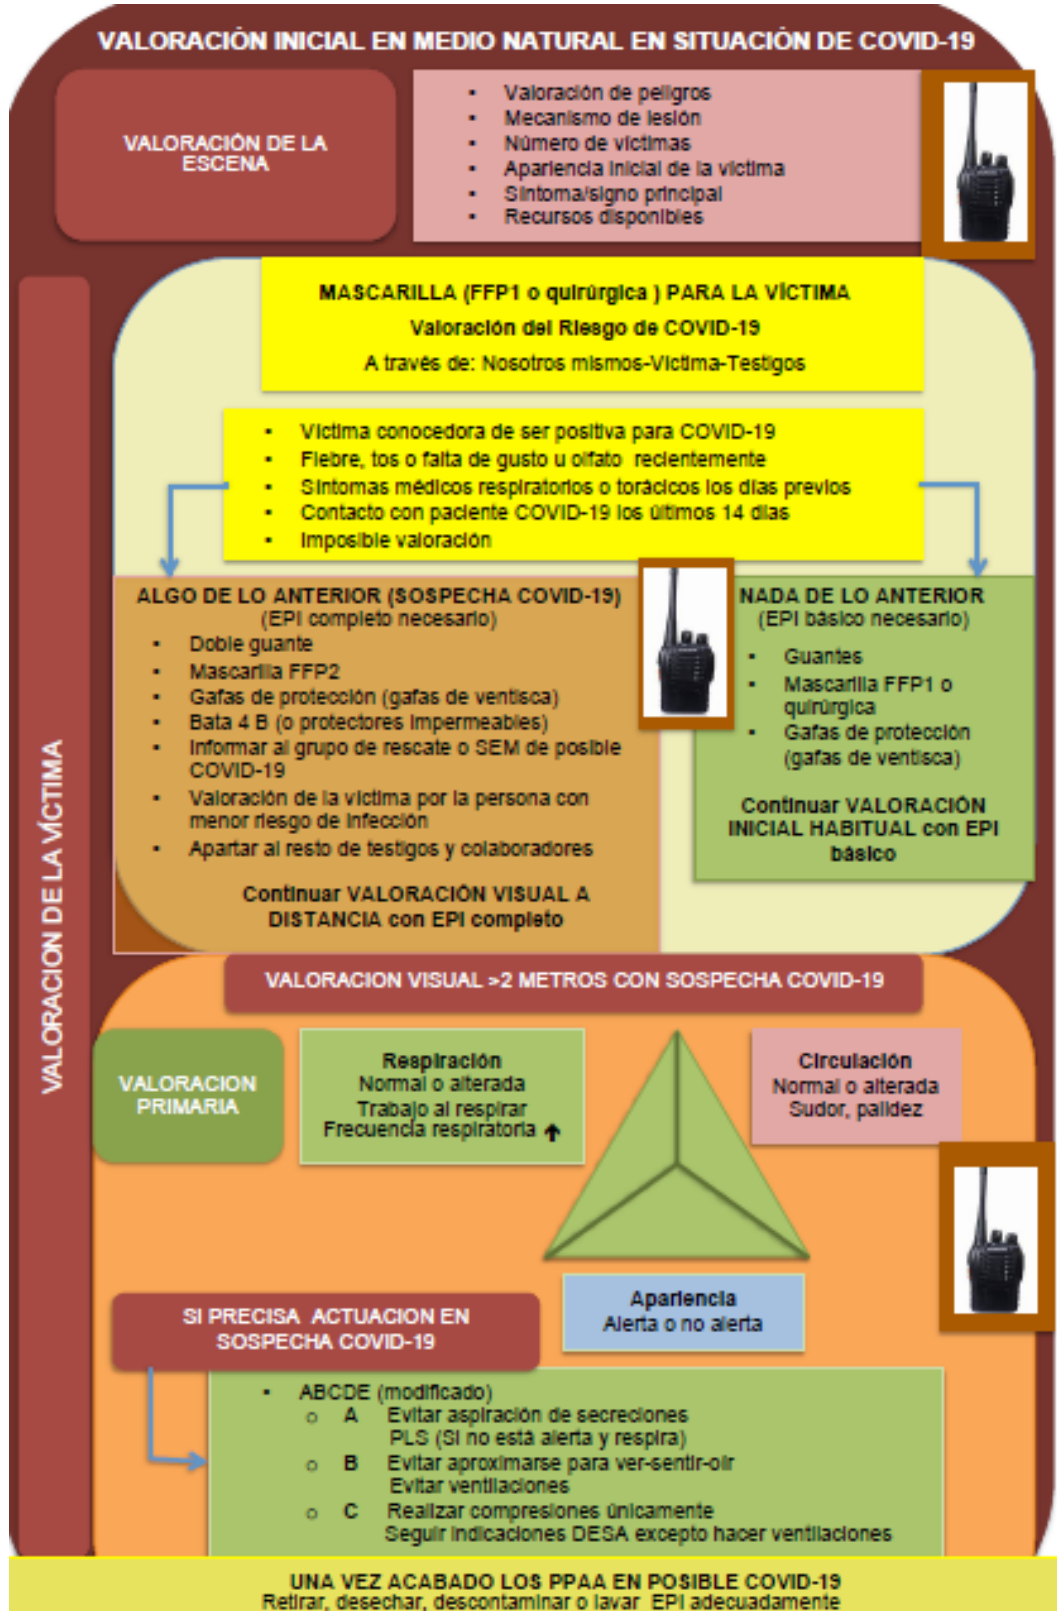 VALORACIÓN INICIAL EN MEDIO NATURAL EN SITUACIÓN DE COVID-19
VALORACIÓN DE LA
ESCENA
▪ Valoración de peligros
▪ Mecanismo de lesión
▪ Número de víctimas
▪ Apariencia inicial de la víctima
▪ Síntoma/signo principal
▪ Recursos disponibles
VALORACION DE LA VÍCTIMA
MASCARILLA (FFP1 o quirúrgica ) PARA LA VÍCTIMA
Valoración del Riesgo de COVID-19
A través de: Nosotros mismos-Víctima-Testigos
▪ Víctima conocedora de ser positiva para COVID-19
▪ Fiebre, tos o falta de gusto u olfato recientemente
▪ Síntomas médicos respiratorios o torácicos los días previos
▪ Contacto con paciente COVID-19 los últimos 14 días
▪ Imposible valoración
ALGO DE LO ANTERIOR (SOSPECHA COVID-19)
(EPI completo necesario)
▪ Doble guante
▪ Mascarilla FFP2
▪ Gafas de protección (gafas de ventisca)
▪ Bata 4 B (o protectores impermeables)
▪ Informar al grupo de rescate o SEM de posible
COVID-19
▪ Valoración de la víctima por la persona con
menor riesgo de infección
▪ Apartar al resto de testigos y colaboradores
Continuar VALORACIÓN VISUAL A
DISTANCIA con EPI completo
NADA DE LO ANTERIOR
(EPI básico necesario)
▪ Guantes
▪ Mascarilla FFP1 o
quirúrgica
▪ Gafas de protección
(gafas de ventisca)
Continuar VALORACIÓN
INICIAL HABITUAL con EPI
básico
VALORACION VISUAL >2 METROS CON SOSPECHA COVID-19
VALORACION
PRIMARIA
Respiración
Normal o alterada
Trabajo al respirar
Frecuencia respiratoria ↑
Circulación
Normal o alterada
Sudor, palidez
Apariencia
Alerta o no alerta
SI PRECISA ACTUACION EN
SOSPECHA COVID-19
▪ ABCDE (modificado)
o A Evitar aspiración de secreciones
PLS (Si no está alerta y respira)
o B Evitar aproximarse para ver-sentir-oír
Evitar ventilaciones
o C Realizar compresiones únicamente
Seguir indicaciones DESA excepto hacer ventilaciones
UNA VEZ ACABADO LOS PPAA EN POSIBLE COVID-19
Retirar, desechar, descontaminar o lavar EPI adecuadamente